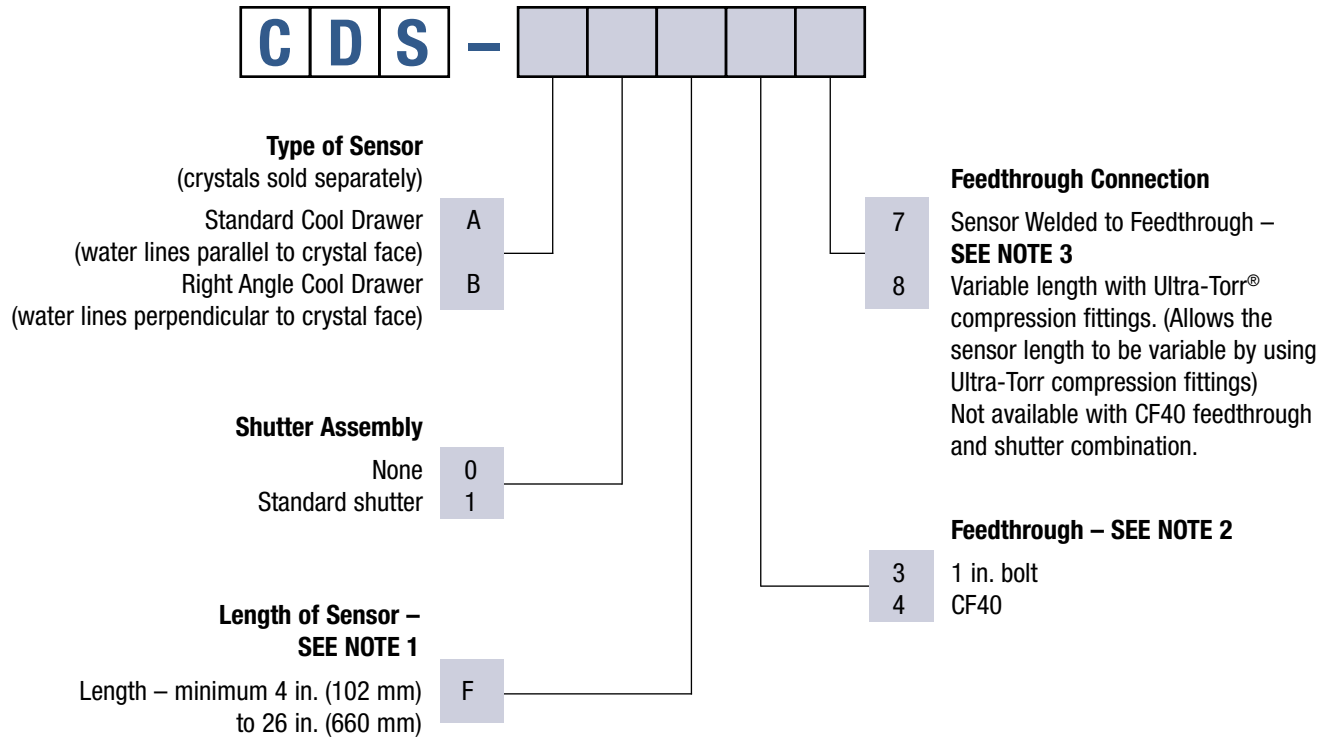 C D S –
Type of Sensor
(crystals sold separately)
Standard Cool Drawer A
(water lines parallel to crystal face)
Right Angle Cool Drawer B
(water lines perpendicular to crystal face)
Shutter Assembly
None 0
Standard shutter 1
Length of Sensor –
SEE NOTE 1
Length – minimum 4 in. (102 mm) F
to 26 in. (660 mm)
Feedthrough Connection
7 Sensor Welded to Feedthrough –
SEE NOTE 3
8 Variable length with Ultra-Torr®
compression fittings. (Allows the
sensor length to be variable by using
Ultra-Torr compression fittings)
Not available with CF40 feedthrough
and shutter combination.
Feedthrough – SEE NOTE 2
3 1 in. bolt
4 CF40